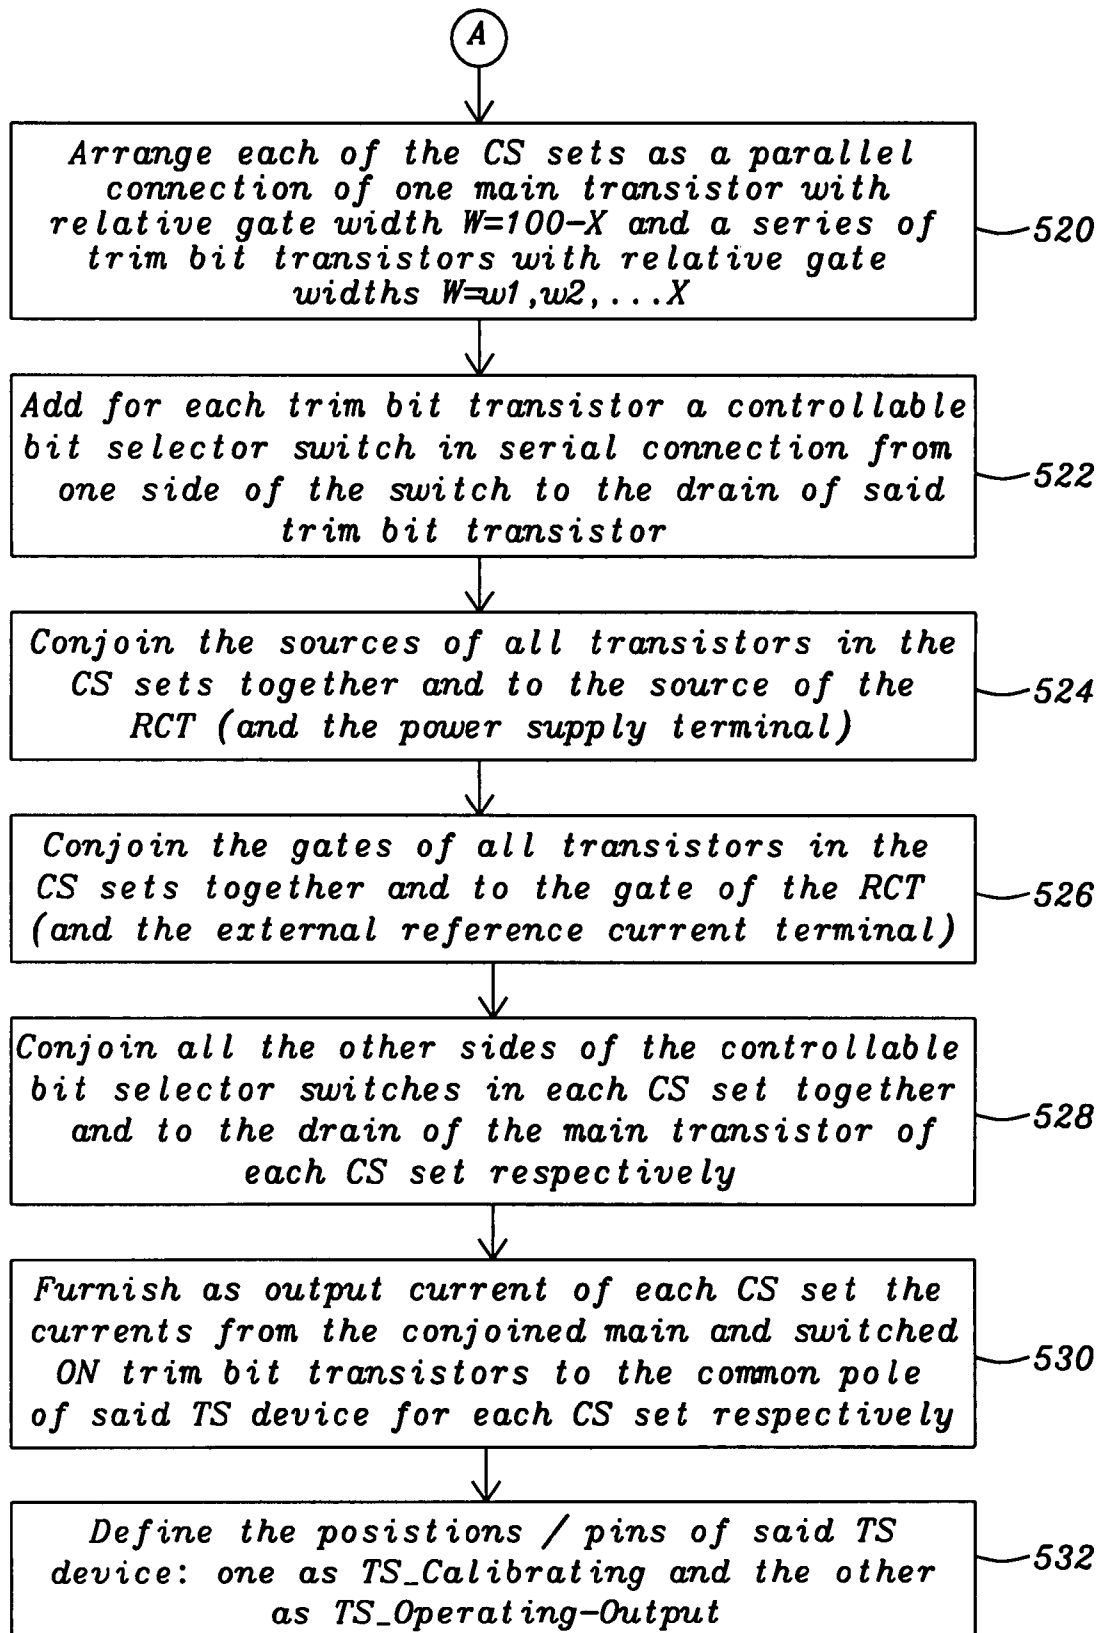 A
Arrange each of the CS sets as a parallel
connection of one main transistor with
relative gate width W=100-X and a series of
trim bit transistors with relative gate
widths W=w1,w2,...X
520
Add for each trim bit transistor a controllable
bit selector switch in serial connection from
one side of the switch to the drain of said
trim bit transistor
522
Conjoin the sources of all transistors in the
CS sets together and to the source of the
RCT (and the power supply terminal)
524
Conjoin the gates of all transistors in the
CS sets together and to the gate of the RCT
(and the external reference current terminal)
526
Conjoin all the other sides of the controllable
bit selector switches in each CS set together
and to the drain of the main transistor of
each CS set respectively
528
Furnish as output current of each CS set the
currents from the conjoined main and switched
ON trim bit transistors to the common pole
of said TS device for each CS set respectively
530
Define the posistions / pins of said TS
device: one as TS_Calibrating and the other
as TS_Operating-Output
532